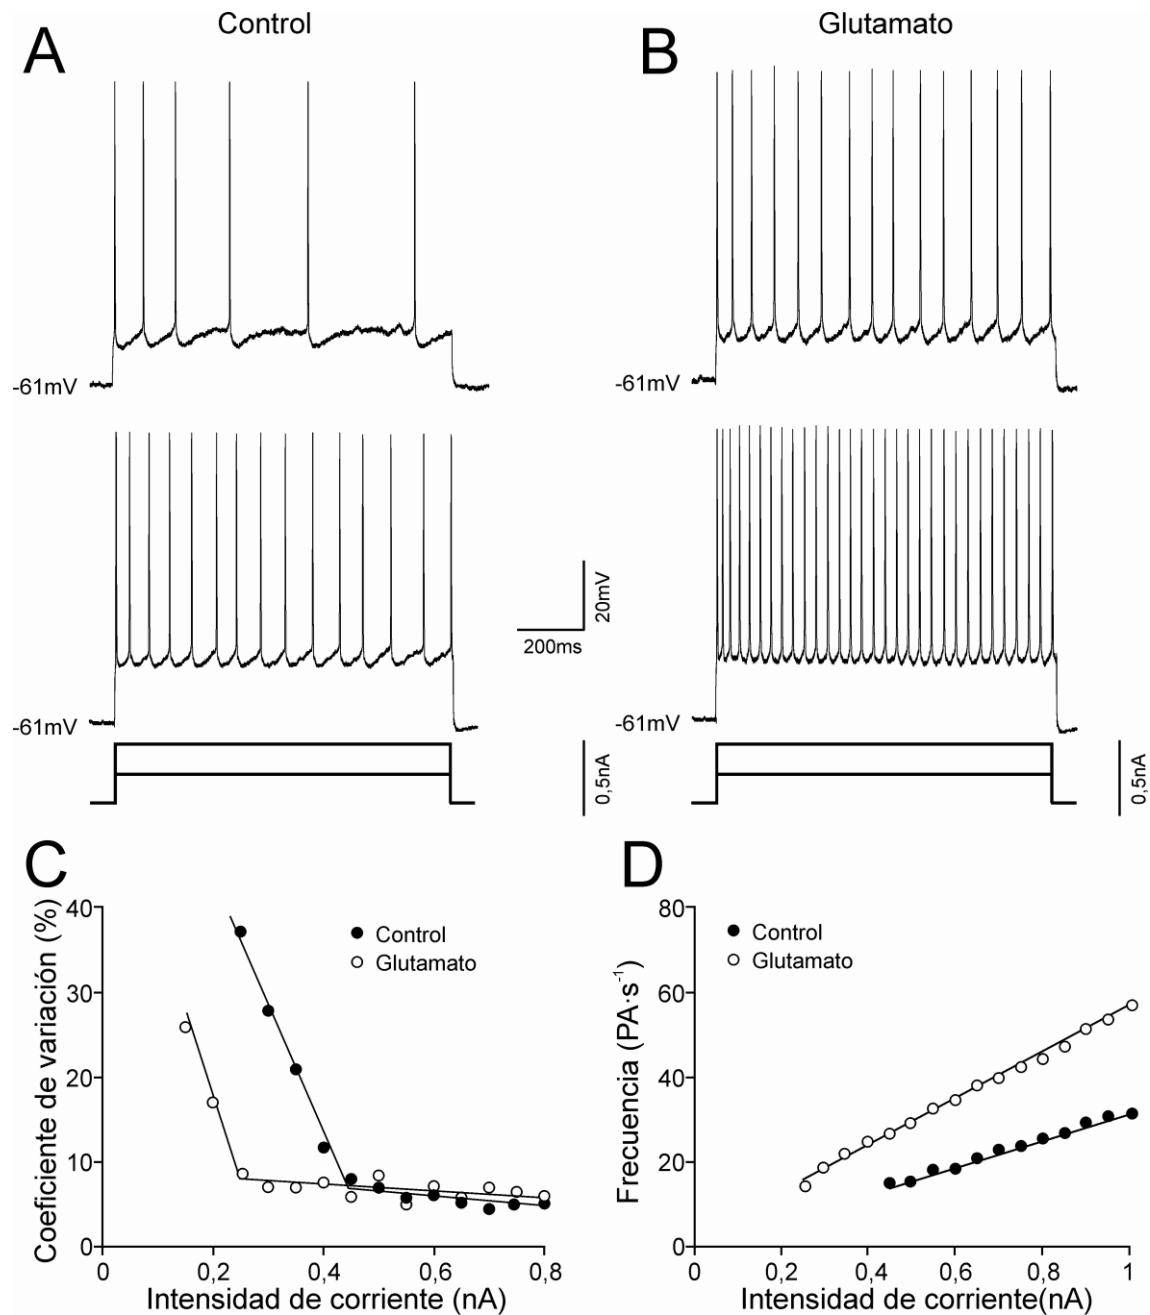 Control
Glutamato
A
B
-61mV
-61mV
20mV
200ms
-61mV
-61mV
0,5nA
0,5nA
C
D
Coeficiente de variación (%)
40
30
20
10
0
Control
Glutamato
0
0,2
0,4
0,6
0,8
Intensidad de corriente (nA)
Frecuencia (PA·s⁻¹)
80
60
40
20
0
Control
Glutamato
0
0,2
0,4
0,6
0,8
1
Intensidad de corriente(nA)